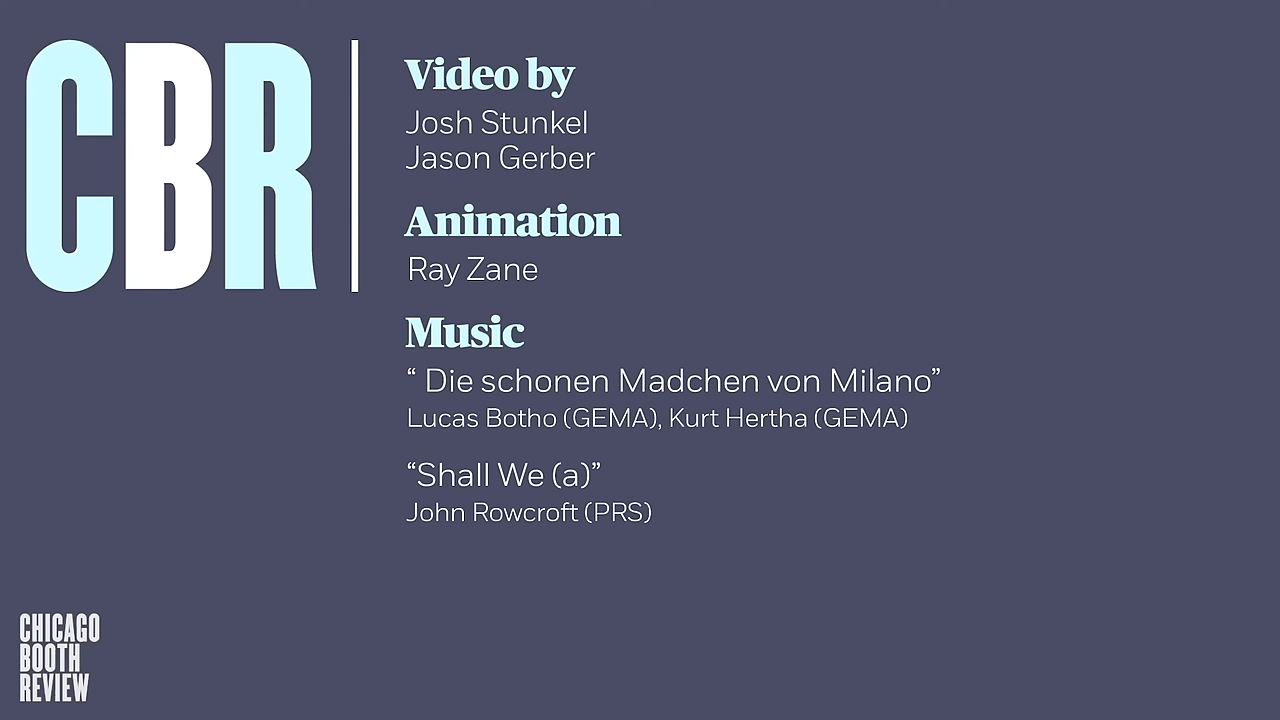 CBR
Video by
Josh Stunkel
Jason Gerber
Animation
Ray Zane
Music
“ Die schonen Madchen von Milano”
Lucas Botho (GEMA), Kurt Hertha (GEMA)
“Shall We (a)”
John Rowcroft (PRS)
CHICAGO
BOOTH
REVIEW